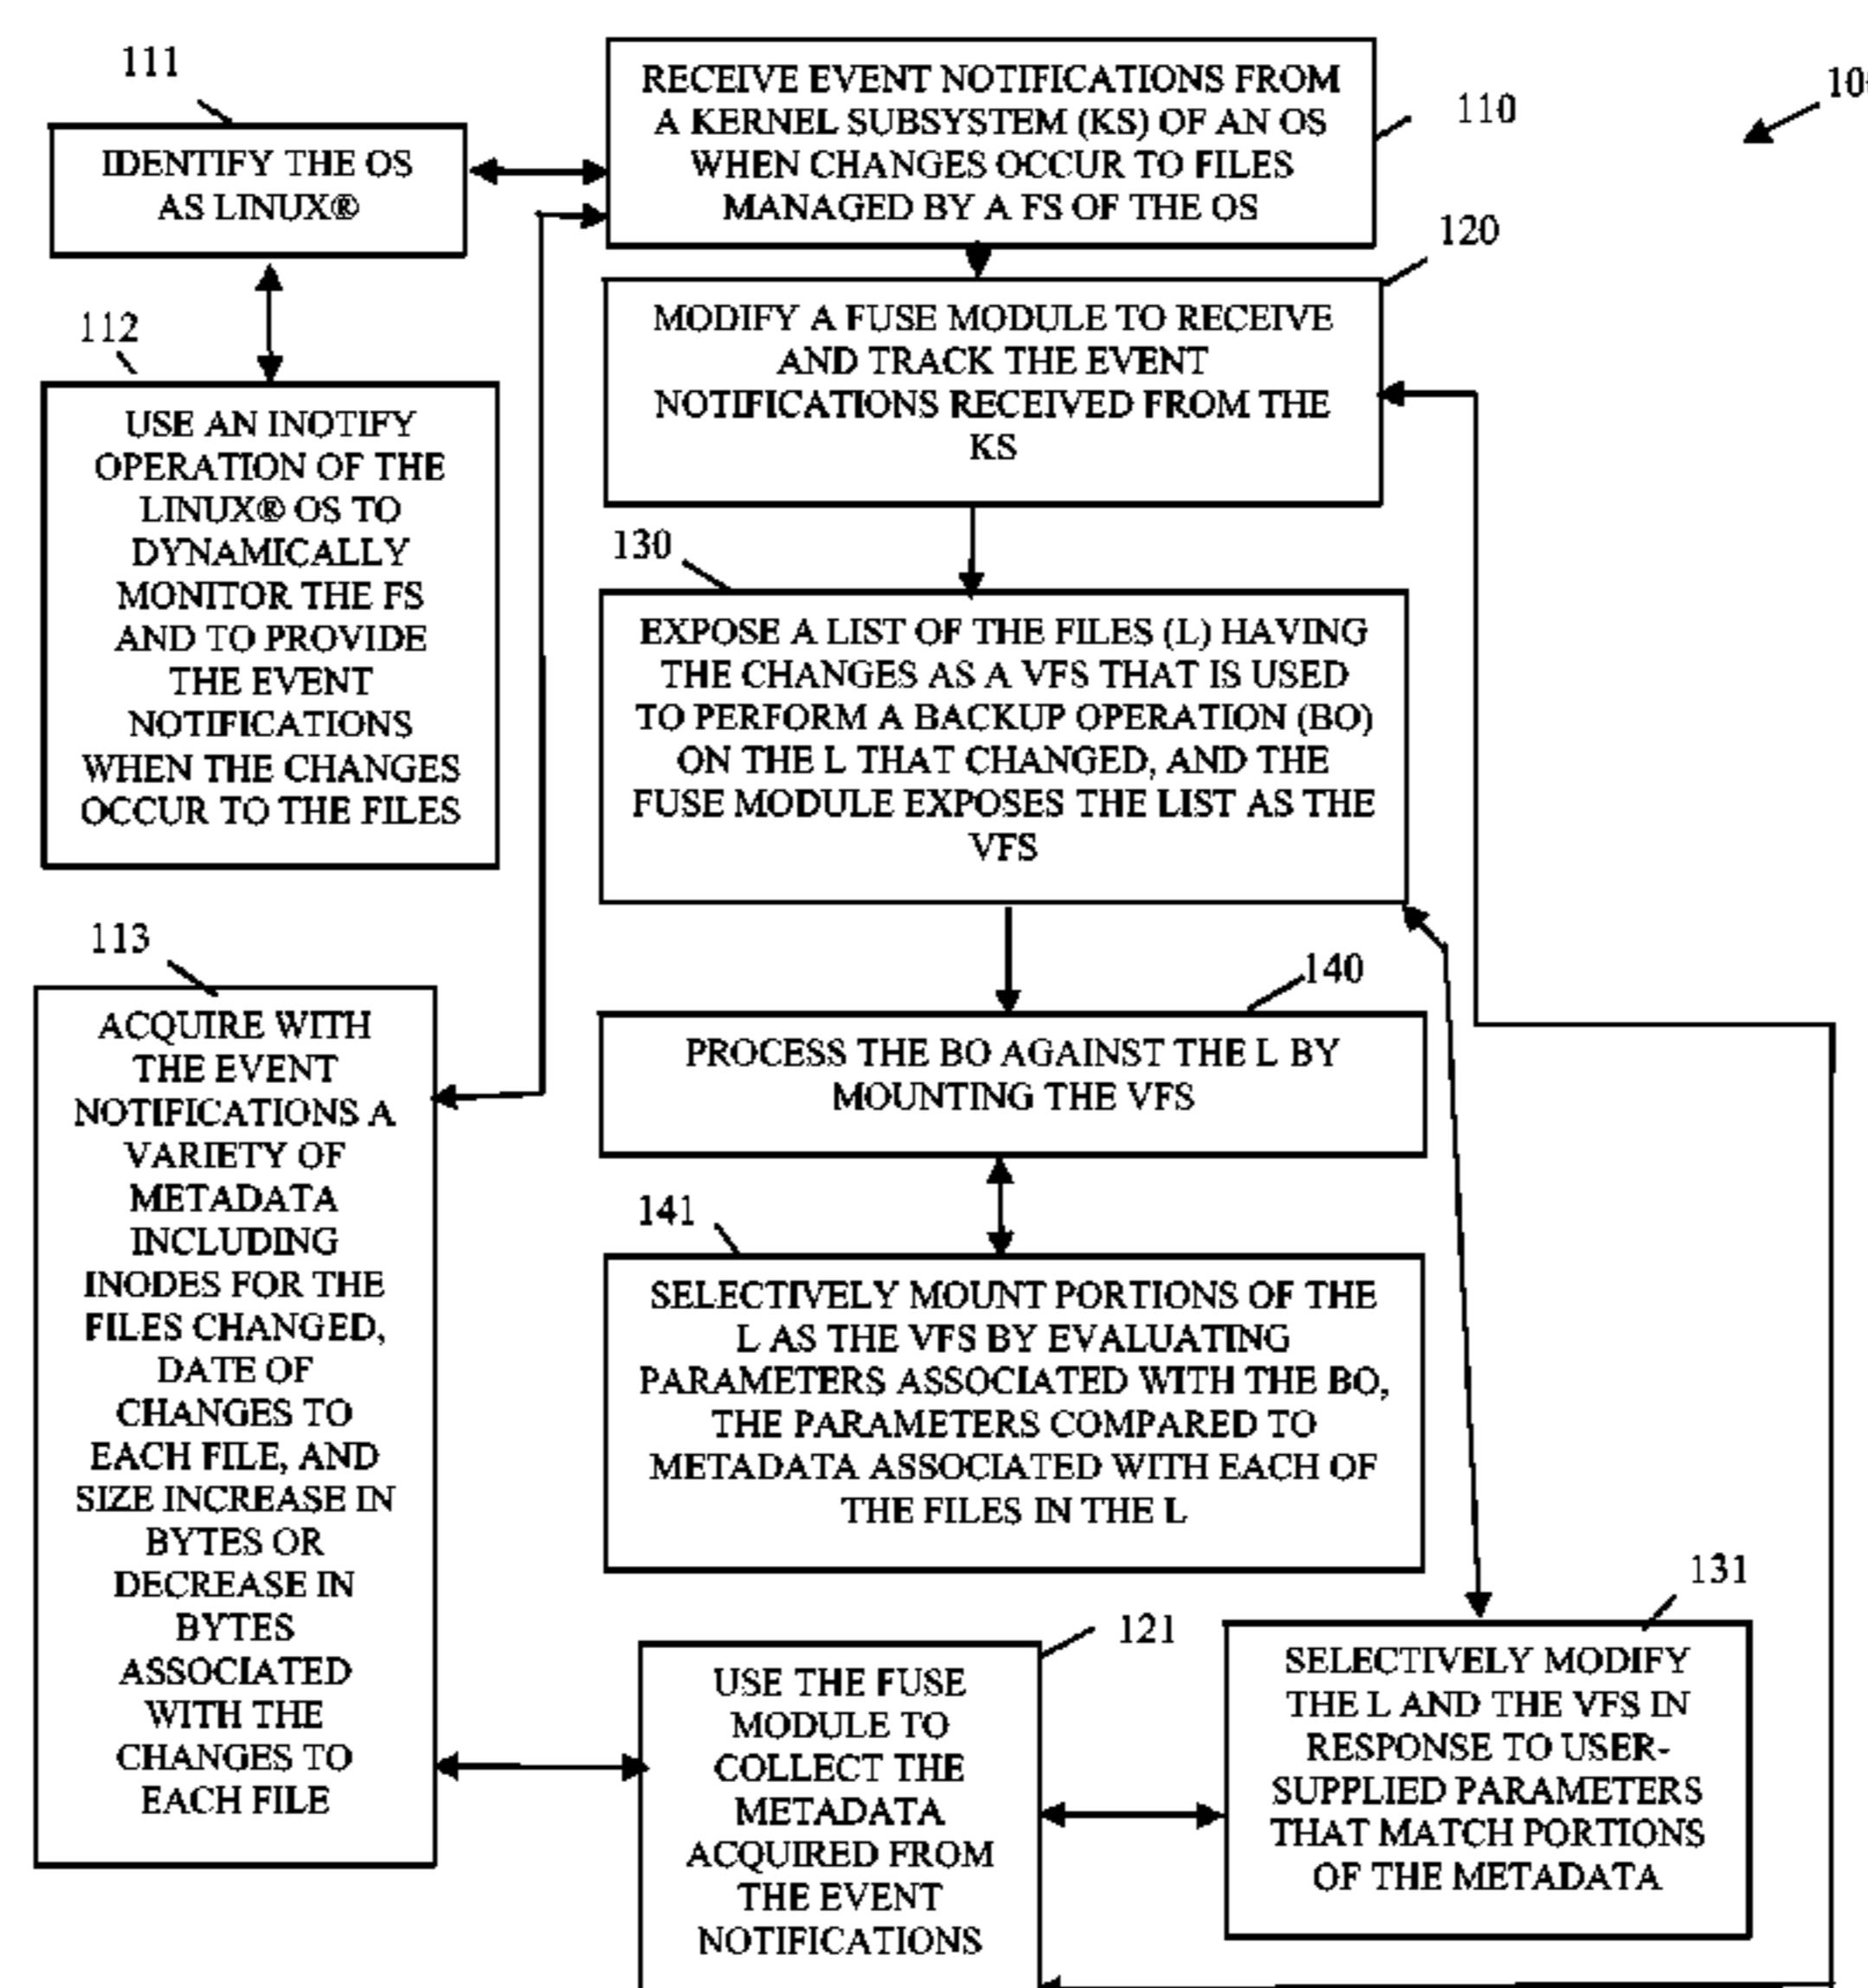 111
IDENTIFY THE OS
AS LINUX®
RECEIVE EVENT NOTIFICATIONS FROM
A KERNEL SUBSYSTEM (KS) OF AN OS
WHEN CHANGES OCCUR TO FILES
MANAGED BY A FS OF THE OS
110
112
USE AN INOTIFY
OPERATION OF THE
LINUX® OS TO
DYNAMICALLY
MONITOR THE FS
AND TO PROVIDE
THE EVENT
NOTIFICATIONS
WHEN THE CHANGES
OCCUR TO THE FILES
120
MODIFY A FUSE MODULE TO RECEIVE
AND TRACK THE EVENT
NOTIFICATIONS RECEIVED FROM THE
KS
130
EXPOSE A LIST OF THE FILES (L) HAVING
THE CHANGES AS A VFS THAT IS USED
TO PERFORM A BACKUP OPERATION (BO)
ON THE L THAT CHANGED, AND THE
FUSE MODULE EXPOSES THE LIST AS THE
VFS
113
ACQUIRE WITH
THE EVENT
NOTIFICATIONS A
VARIETY OF
METADATA
INCLUDING
INODES FOR THE
FILES CHANGED,
DATE OF
CHANGES TO
EACH FILE, AND
SIZE INCREASE IN
BYTES OR
DECREASE IN
BYTES
ASSOCIATED
WITH THE
CHANGES TO
EACH FILE
140
PROCESS THE BO AGAINST THE L BY
MOUNTING THE VFS
141
SELECTIVELY MOUNT PORTIONS OF THE
L AS THE VFS BY EVALUATING
PARAMETERS ASSOCIATED WITH THE BO,
THE PARAMETERS COMPARED TO
METADATA ASSOCIATED WITH EACH OF
THE FILES IN THE L
121
USE THE FUSE
MODULE TO
COLLECT THE
METADATA
ACQUIRED FROM
THE EVENT
NOTIFICATIONS
131
SELECTIVELY MODIFY
THE L AND THE VFS IN
RESPONSE TO USER-
SUPPLIED PARAMETERS
THAT MATCH PORTIONS
OF THE METADATA